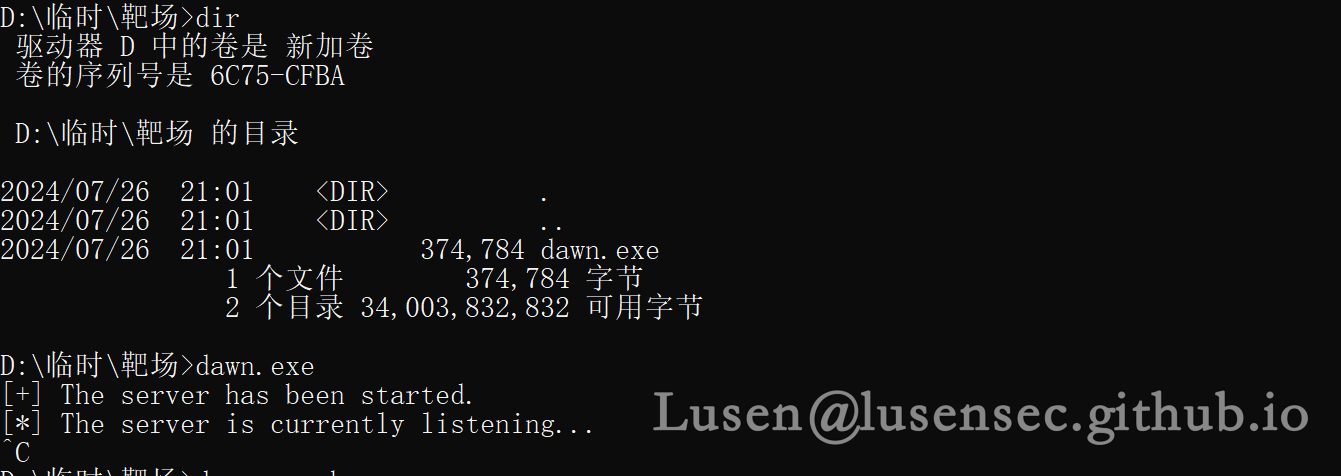 D:\临时\靶场>dir
驱动器 D 中的卷是 新加卷
卷的序列号是 6C75-CFBA
D:\临时\靶场 的目录
2024/07/26  21:01    <DIR>          .
2024/07/26  21:01    <DIR>          ..
2024/07/26  21:01           374,784 dawn.exe
1 个文件        374,784 字节
2 个目录 34,003,832,832 可用字节
D:\临时\靶场>dawn.exe
[+] The server has been started.
[*] The server is currently listening...
^C
Lusen@lusensec.github.io